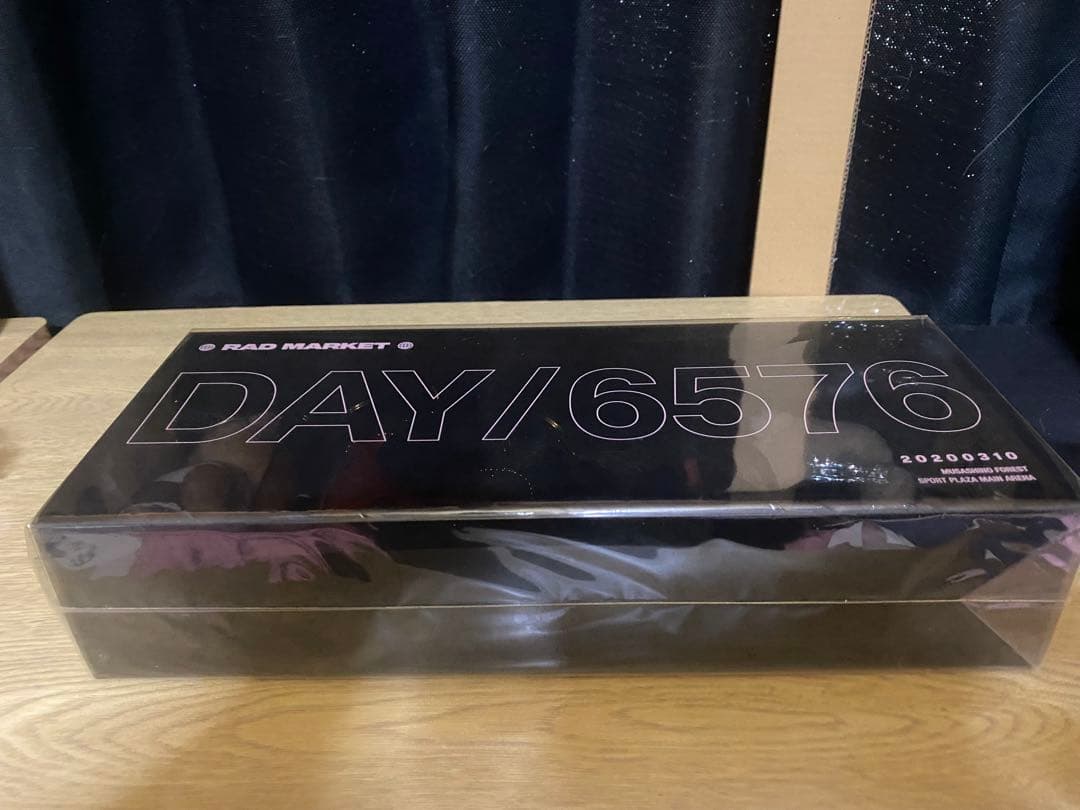 RAD MARKET
DAY/6576
20200310
MUSASHINO FOREST
SPORT PLAZA MAIN ARENA